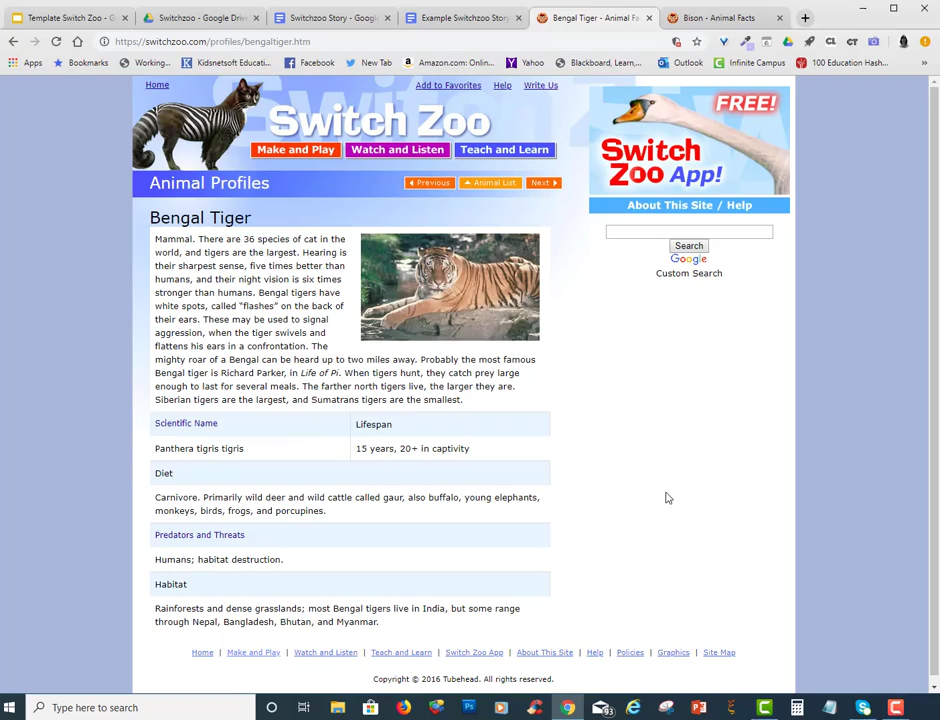 Template Switch Zoo - G
Switchzoo - Google Driv
Switchzoo Story - Google
Example Switchzoo Story
Bengal Tiger - Animal Fa
Bison - Animal Facts
https://switchzoo.com/profiles/bengaltiger.htm
Apps
Bookmarks
Working...
Kidsnetsoft Educati...
Facebook
New Tab
Amazon.com: Onlin...
Yahoo
Blackboard, Learn,...
Outlook
Infinite Campus
100 Education Hash...
Home
Add to Favorites
Help
Write Us
Switch Zoo
Make and Play
Watch and Listen
Teach and Learn
FREE!
Switch
Zoo App!
About This Site / Help
Animal Profiles
Previous
Animal List
Next
Search
Google
Custom Search
Bengal Tiger
Mammal. There are 36 species of cat in the
world, and tigers are the largest. Hearing is
their sharpest sense, five times better than
humans, and their night vision is six times
stronger than humans. Bengal tigers have
white spots, called “flashes” on the back of
their ears. These may be used to signal
aggression, when the tiger swivels and
flattens his ears in a confrontation. The
mighty roar of a Bengal can be heard up to two miles away. Probably the most famous
Bengal tiger is Richard Parker, in Life of Pi. When tigers hunt, they catch prey large
enough to last for several meals. The farther north tigers live, the larger they are.
Siberian tigers are the largest, and Sumatrans tigers are the smallest.
Scientific Name
Lifespan
Panthera tigris tigris
15 years, 20+ in captivity
Diet
Carnivore. Primarily wild deer and wild cattle called gaur, also buffalo, young elephants,
monkeys, birds, frogs, and porcupines.
Predators and Threats
Humans; habitat destruction.
Habitat
Rainforests and dense grasslands; most Bengal tigers live in India, but some range
through Nepal, Bangladesh, Bhutan, and Myanmar.
Home | Make and Play | Watch and Listen | Teach and Learn | Switch Zoo App | About This Site | Help | Policies | Graphics | Site Map
Copyright © 2016 Tubehead. All rights reserved.
Type here to search
93